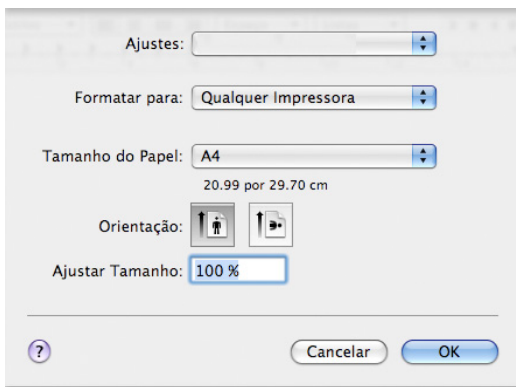 Ajustes:
Formatar para: Qualquer Impressora
Tamanho do Papel: A4
20.99 por 29.70 cm
Orientação:
Ajustar Tamanho: 100 %
? Cancelar OK